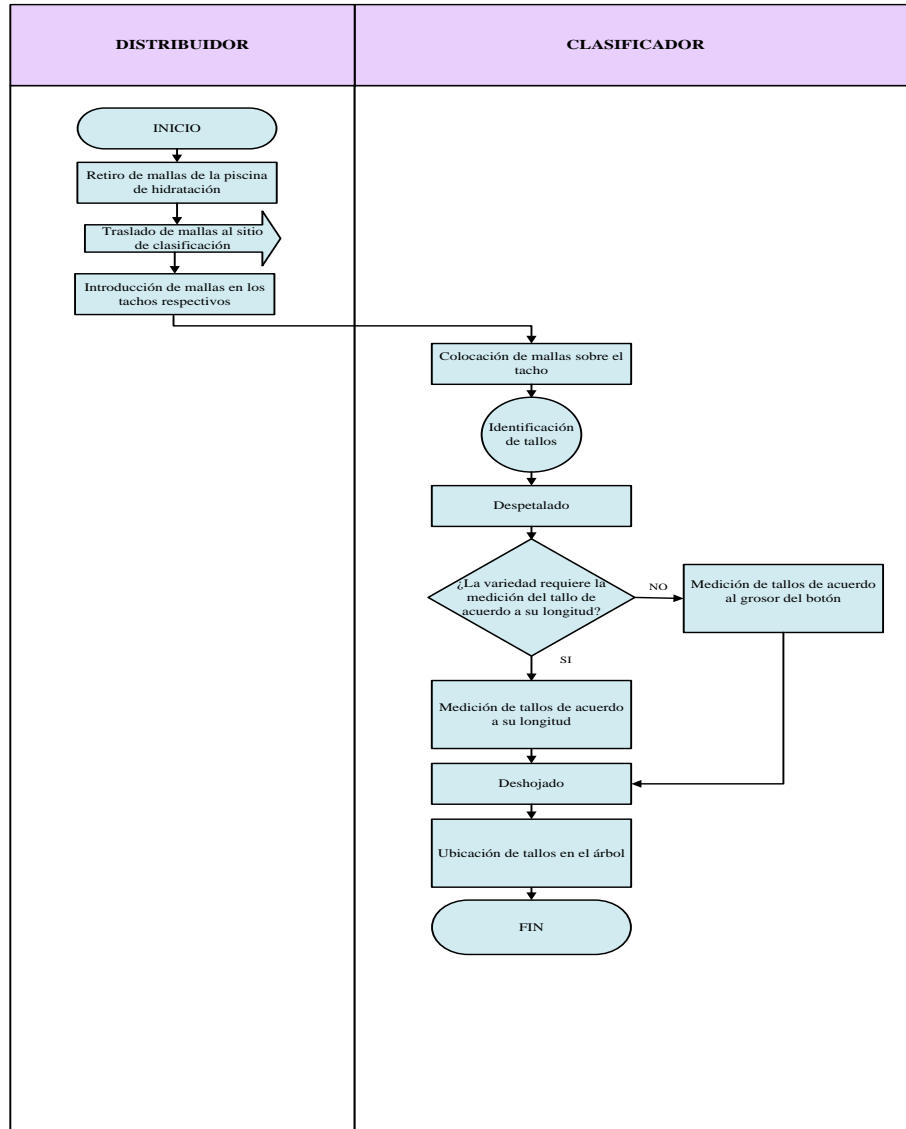 DISTRIBUIDOR
CLASIFICADOR
INICIO
Retiro de mallas de la piscina
de hidratación
Traslado de mallas al sitio
de clasificación
Introducción de mallas en los
tachos respectivos
Colocación de mallas sobre el
tacho
Identificación
de tallos
Despetalado
¿La variedad requiere la
medición del tallo de
acuerdo a su longitud?
NO
Medición de tallos de acuerdo
al grosor del botón
SI
Medición de tallos de acuerdo
a su longitud
Deshojado
Ubicación de tallos en el árbol
FIN